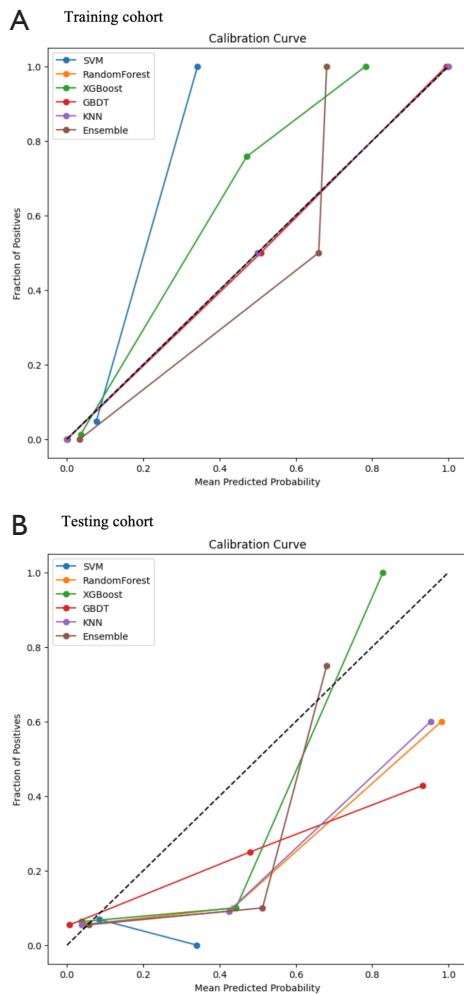 A Training cohort
Calibration Curve
1.0
0.8
0.6
0.4
0.2
0.0
Fraction of Positives
SVM
RandomForest
XGBoost
GBDT
KNN
Ensemble
0.0 0.2 0.4 0.6 0.8 1.0
Mean Predicted Probability
B Testing cohort
Calibration Curve
1.0
0.8
0.6
0.4
0.2
0.0
Fraction of Positives
SVM
RandomForest
XGBoost
GBDT
KNN
Ensemble
0.0 0.2 0.4 0.6 0.8 1.0
Mean Predicted Probability